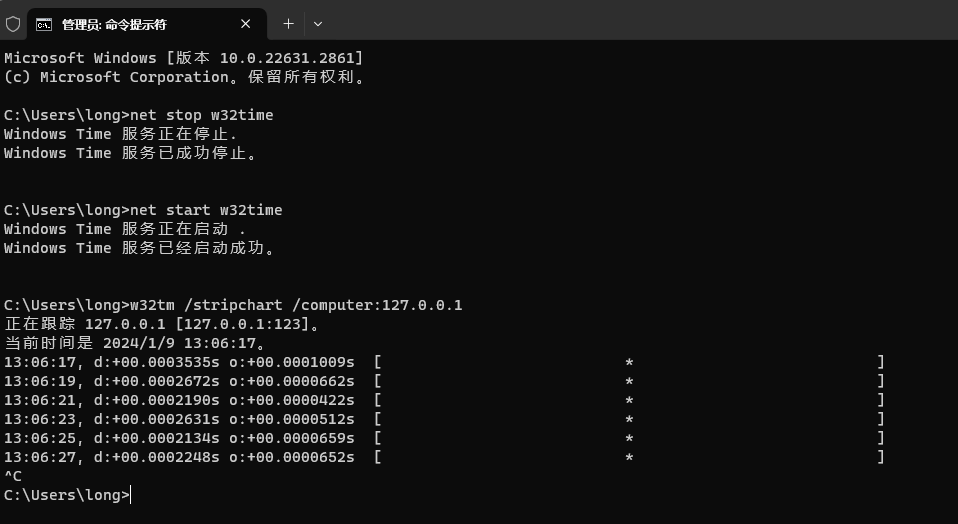 管理员: 命令提示符
Microsoft Windows [版本 10.0.22631.2861]
(c) Microsoft Corporation。保留所有权利。
C:\Users\long>net stop w32time
Windows Time 服务正在停止.
Windows Time 服务已成功停止。
C:\Users\long>net start w32time
Windows Time 服务正在启动 .
Windows Time 服务已经启动成功。
C:\Users\long>w32tm /stripchart /computer:127.0.0.1
正在跟踪 127.0.0.1 [127.0.0.1:123]。
当前时间是 2024/1/9 13:06:17。
13:06:17, d:+00.0003535s o:+00.0001009s  [                           *                           ]
13:06:19, d:+00.0002672s o:+00.0000662s  [                           *                           ]
13:06:21, d:+00.0002190s o:+00.0000422s  [                           *                           ]
13:06:23, d:+00.0002631s o:+00.0000512s  [                           *                           ]
13:06:25, d:+00.0002134s o:+00.0000659s  [                           *                           ]
13:06:27, d:+00.0002248s o:+00.0000652s  [                           *                           ]
^C
C:\Users\long>